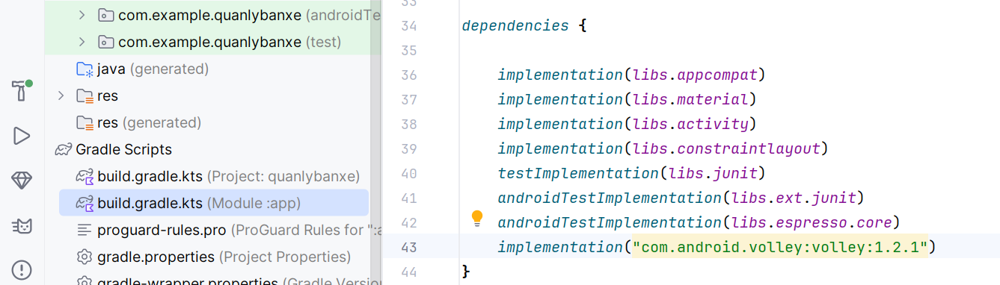 com.example.quanlybanxe (androidTe
com.example.quanlybanxe (test)
java (generated)
res
res (generated)
Gradle Scripts
build.gradle.kts (Project: quanlybanxe)
build.gradle.kts (Module :app)
proguard-rules.pro (ProGuard Rules for ":a
gradle.properties (Project Properties)
gradle-wrapper.properties (Gradle Version
33
34 dependencies {
35
36 implementation(libs.appcompat)
37 implementation(libs.material)
38 implementation(libs.activity)
39 implementation(libs.constraintlayout)
40 testImplementation(libs.junit)
41 androidTestImplementation(libs.ext.junit)
42 androidTestImplementation(libs.espresso.core)
43 implementation("com.android.volley:volley:1.2.1")
44 }